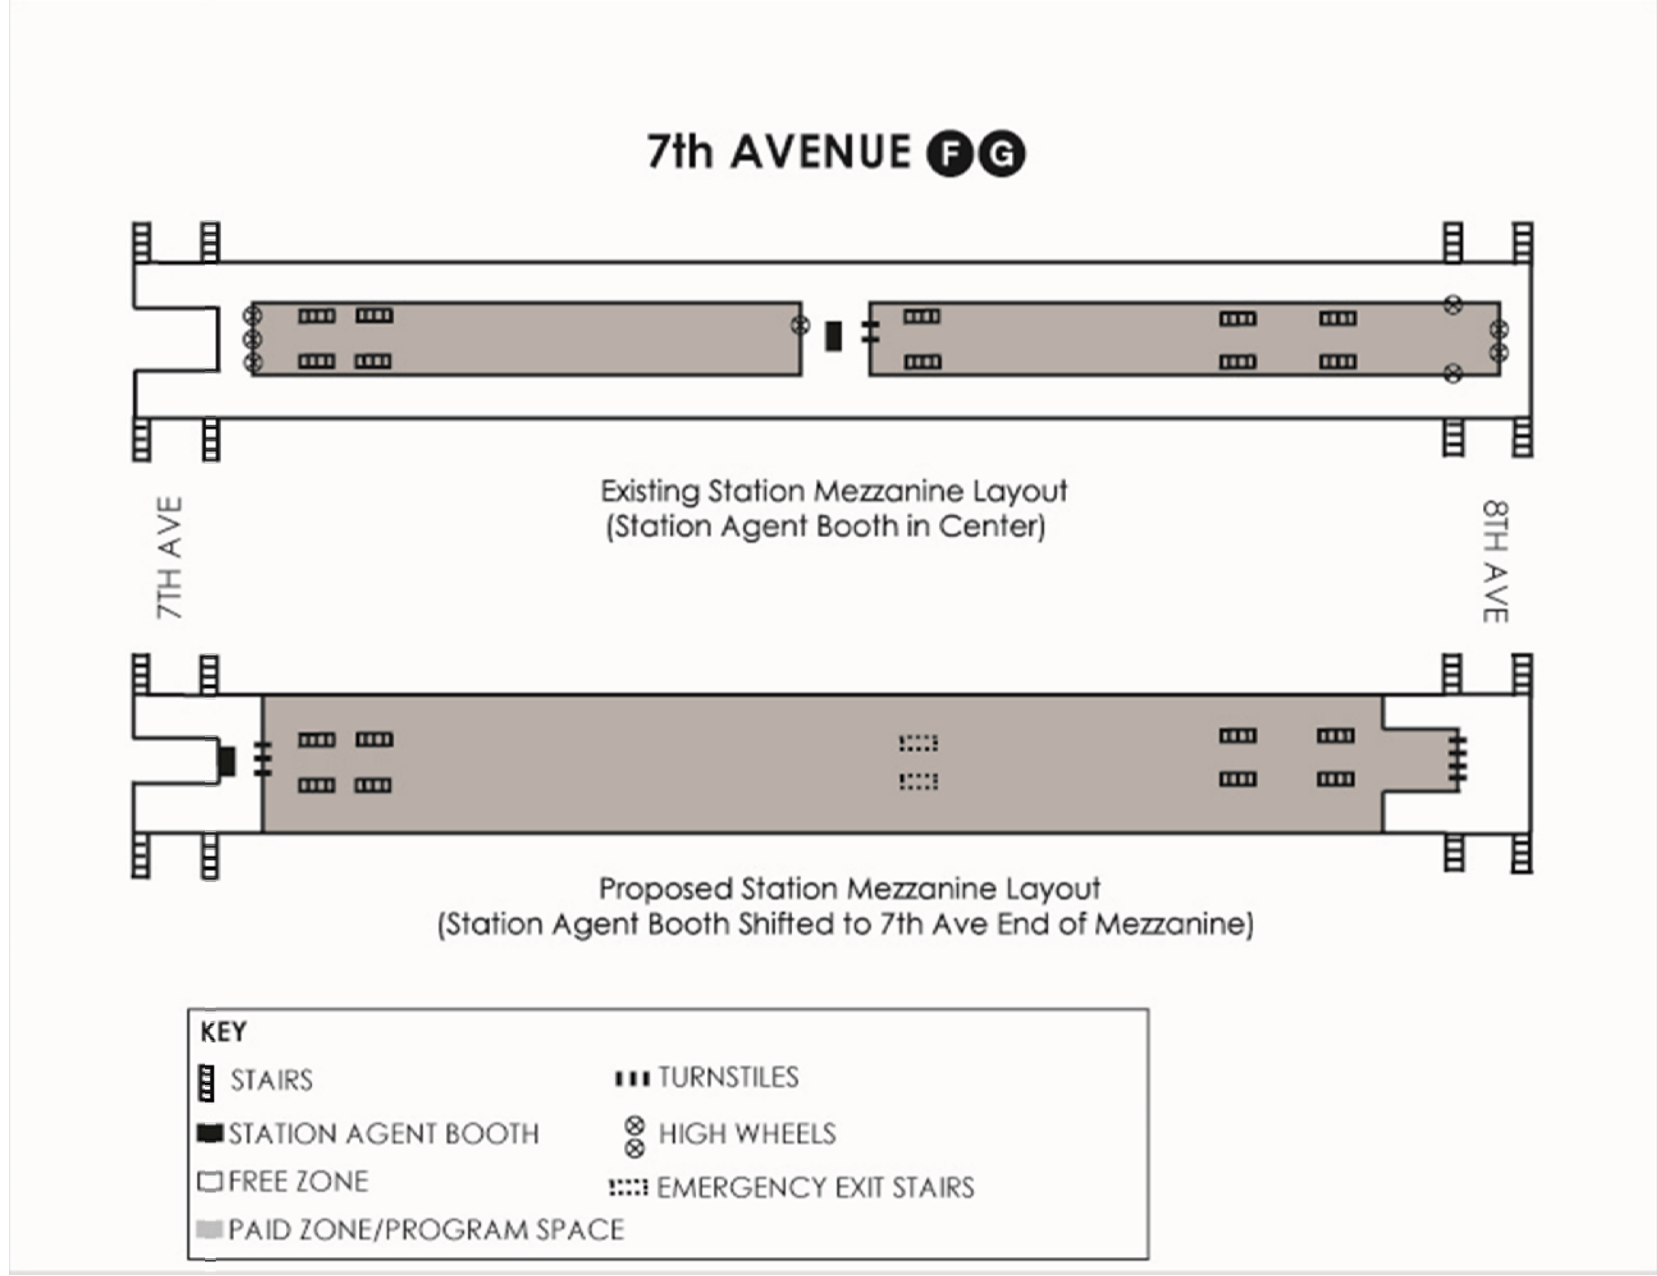 7th AVENUE F G
Existing Station Mezzanine Layout
(Station Agent Booth in Center)
7TH AVE
8TH AVE
Proposed Station Mezzanine Layout
(Station Agent Booth Shifted to 7th Ave End of Mezzanine)
KEY
STAIRS
STATION AGENT BOOTH
FREE ZONE
PAID ZONE/PROGRAM SPACE
TURNSTILES
HIGH WHEELS
EMERGENCY EXIT STAIRS